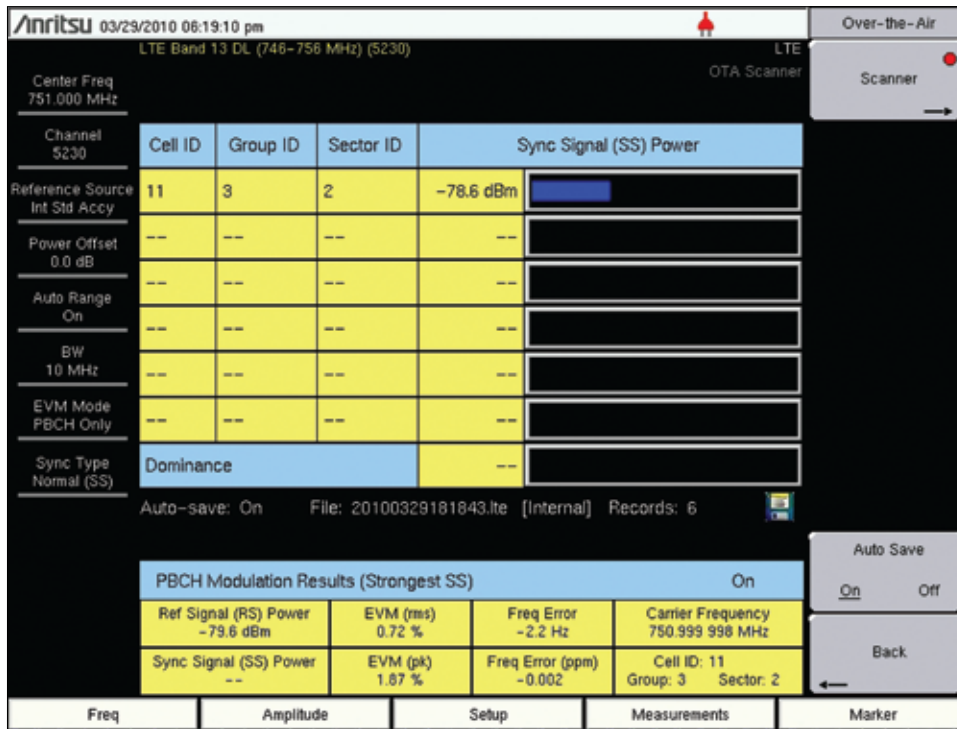 Anritsu 03/29/2010 06:19:10 pm
Over-the-Air
LTE Band 13 DL (746-756 MHz) (5230)
LTE
OTA Scanner
Scanner
Center Freq
751.000 MHz
Channel
5230
Reference Source
Int Std Accy
Power Offset
0.0 dB
Auto Range
On
BW
10 MHz
EVM Mode
PBCH Only
Sync Type
Normal (SS)
Cell ID Group ID Sector ID Sync Signal (SS) Power
11 3 2 -78.6 dBm
-- -- -- --
-- -- -- --
-- -- -- --
-- -- -- --
-- -- -- --
Dominance --
Auto-save: On File: 20100329181843.lte [Internal] Records: 6
PBCH Modulation Results (Strongest SS) On
Ref Signal (RS) Power
-79.6 dBm
EVM (rms)
0.72 %
Freq Error
-2.2 Hz
Carrier Frequency
750.999 998 MHz
Sync Signal (SS) Power
--
EVM (pk)
1.87 %
Freq Error (ppm)
-0.002
Cell ID: 11
Group: 3 Sector: 2
Auto Save
On Off
Back
Freq Amplitude Setup Measurements Marker